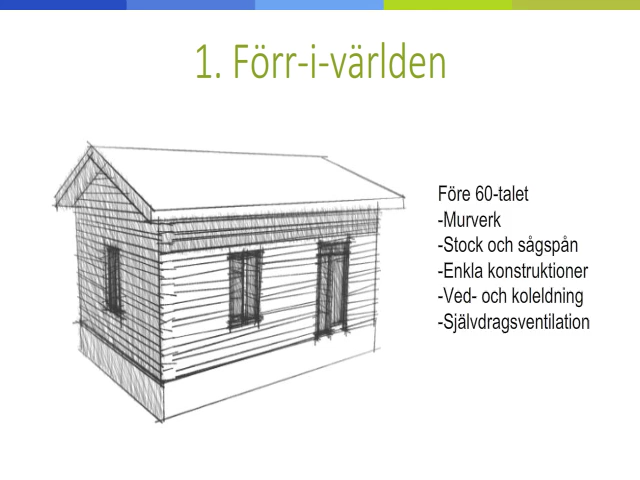 1. Förr-i-världen
Före 60-talet
-Murverk
-Stock och sågspån
-Enkla konstruktioner
-Ved- och koleldning
-Självdragsventilation